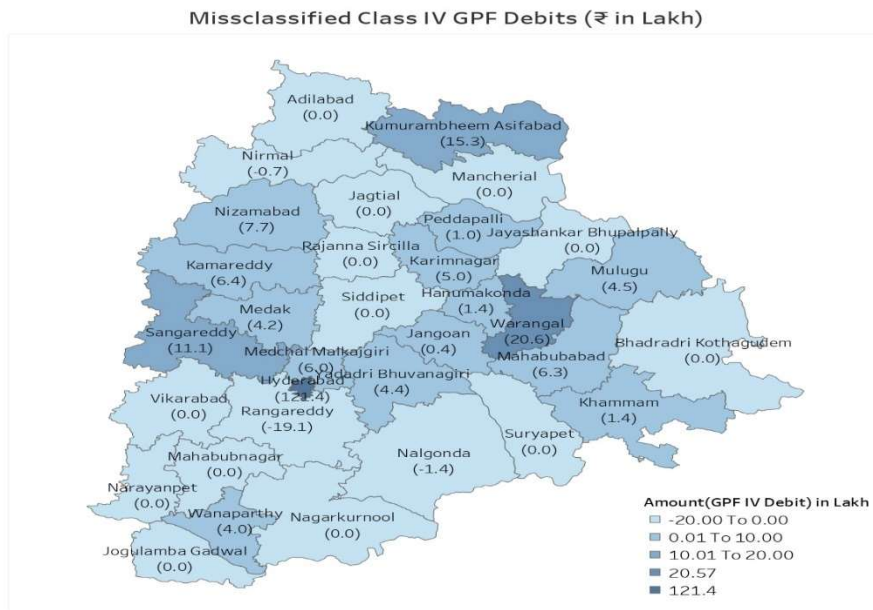 Missclassified Class IV GPF Debits (₹ in Lakh)
Adilabad
(0.0)
Kumurambheem Asifabad
(15.3)
Nirmal
(-0.7)
Mancherial
(0.0)
Jagtial
(0.0)
Nizamabad
(7.7)
Peddapalli
(1.0)
Jayashankar Bhupalpally
(0.0)
Rajanna Sircilla
(0.0)
Karimnagar
(5.0)
Kamareddy
(6.4)
Mulugu
(4.5)
Siddipet
(0.0)
Hanumakonda
(1.4)
Medak
(4.2)
Warangal
(20.6)
Sangareddy
(11.1)
Jangoan
(0.4)
Bhadradri Kothagudem
(0.0)
Medchal Malkajgiri
(6.0)
Mahabubabad
(6.3)
Yadadri Bhuvanagiri
(4.4)
Hyderabad
(121.4)
Vikarabad
(0.0)
Rangareddy
(-19.1)
Khammam
(1.4)
Suryapet
(0.0)
Mahabubnagar
(0.0)
Nalgonda
(-1.4)
Narayanpet
(0.0)
Wanaparthy
(4.0)
Nagarkurnool
(0.0)
Jogulamba Gadwal
(0.0)
Amount(GPF IV Debit) in Lakh
-20.00 To 0.00
0.01 To 10.00
10.01 To 20.00
20.57
121.4